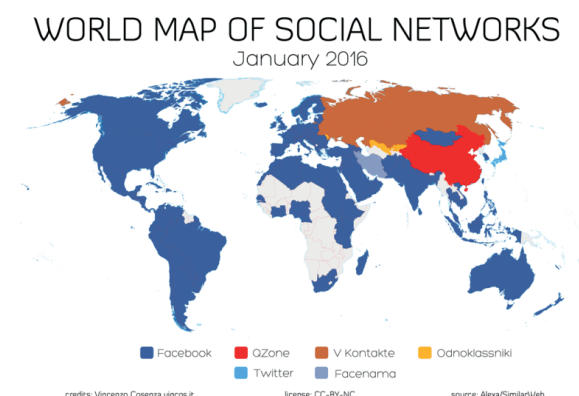 WORLD MAP OF SOCIAL NETWORKS
January 2016
Facebook QZone V Kontakte Odnoklassniki
Twitter Facenama
credits: Vincenzo Cosenza vincos.it license: CC-BY-NC source: Alexa/SimilarWeb